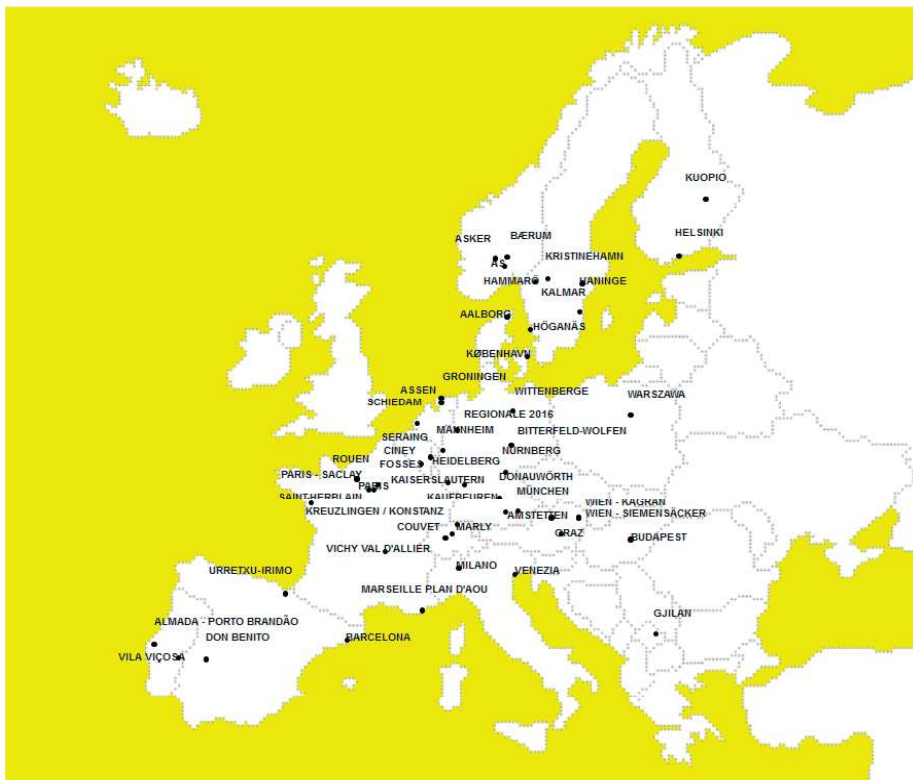 KUOPIO
HELSINKI
BÆRUM
ASKER
ÅS
KRISTINEHAMN
HAMMARÖ
HANINGE
KALMAR
AALBORG
HÖGANÄS
KØBENHAVN
GRONINGEN
ASSEN
WITTENBERGE
WARSZAWA
SCHIEDAM
REGIONALE 2016
MANNHEIM
BITTERFELD-WOLFEN
SERAING
CINEY
NÜRNBERG
ROUEN
FOSSES
HEIDELBERG
PARIS - SACLAY
KAISERSLAUTERN
DONAUWÖRTH
PARIS
MÜNCHEN
SAINT-HERBLAIN
KAUFBEUREN
WIEN - KAGRAN
KREUZLINGEN / KONSTANZ
AMSTETTEN
WIEN - SIEMENSÄCKER
COUVET
MARLY
GRAZ
BUDAPEST
VICHY VAL D'ALLIER
MILANO
VENEZIA
URRETXU-IRIMO
MARSEILLE PLAN D'AOU
GJILAN
ALMADA - PORTO BRANDÃO
DON BENITO
BARCELONA
VILA VIÇOSA